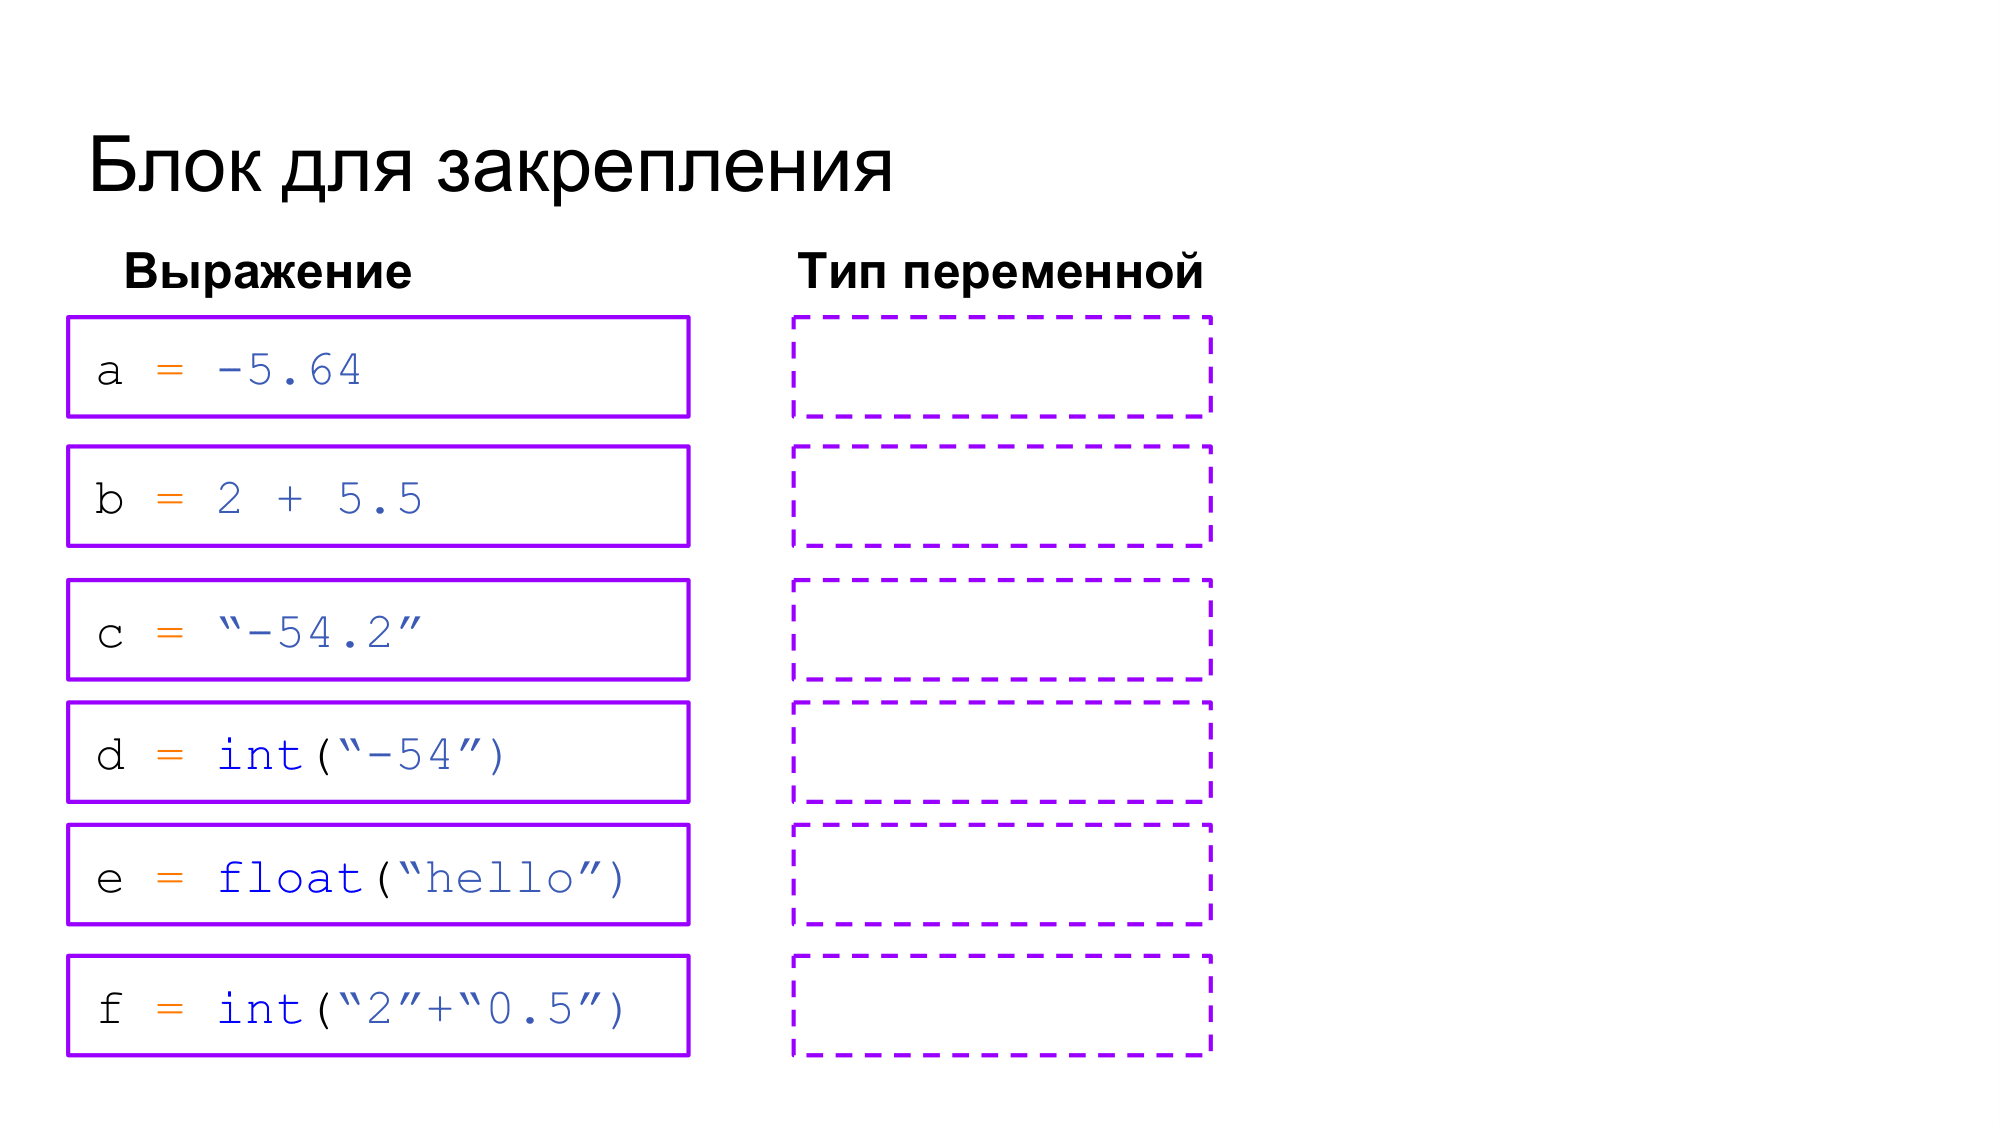 Блок для закрепления
Выражение
Тип переменной
a = -5.64
b = 2 + 5.5
c = “-54.2”
d = int(“-54”)
e = float(“hello”)
f = int(“2”+“0.5”)